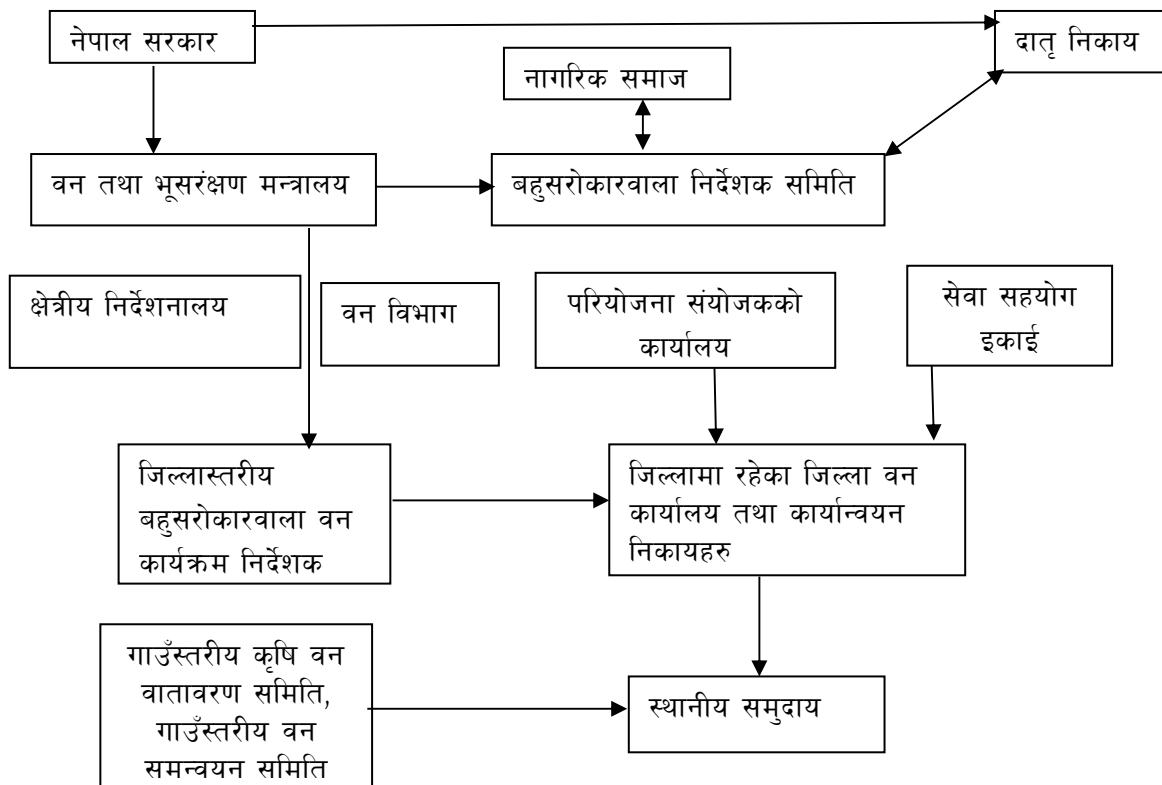 नेपाल सरकार
दातृ निकाय
नागरिक समाज
वन तथा भूसरंक्षण मन्त्रालय
बहुसरोकारवाला निर्देशक समिति
क्षेत्रीय निर्देशनालय
वन विभाग
परियोजना संयोजकको
कार्यालय
सेवा सहयोग
इकाई
जिल्लास्तरीय
बहुसरोकारवाला वन
कार्यक्रम निर्देशक
जिल्लामा रहेका जिल्ला वन
कार्यालय तथा कार्यान्वयन
निकायहरु
गाउँस्तरीय कृषि वन
वातावरण समिति,
गाउँस्तरीय वन
समन्वयन समिति
स्थानीय समुदाय